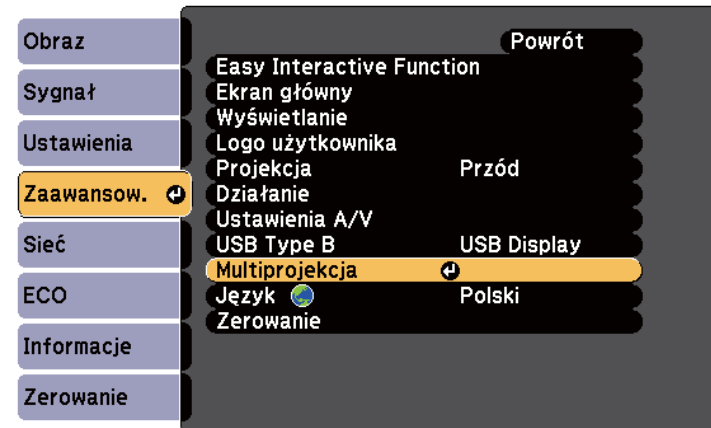 Obraz
Sygnał
Ustawienia
Zaawansow.
Sieć
ECO
Informacje
Zerowanie
Powrót
Easy Interactive Function
Ekran główny
Wyświetlanie
Logo użytkownika
Projekcja Przód
Działanie
Ustawienia A/V
USB Type B USB Display
Multiprojekcja
Język Polski
Zerowanie